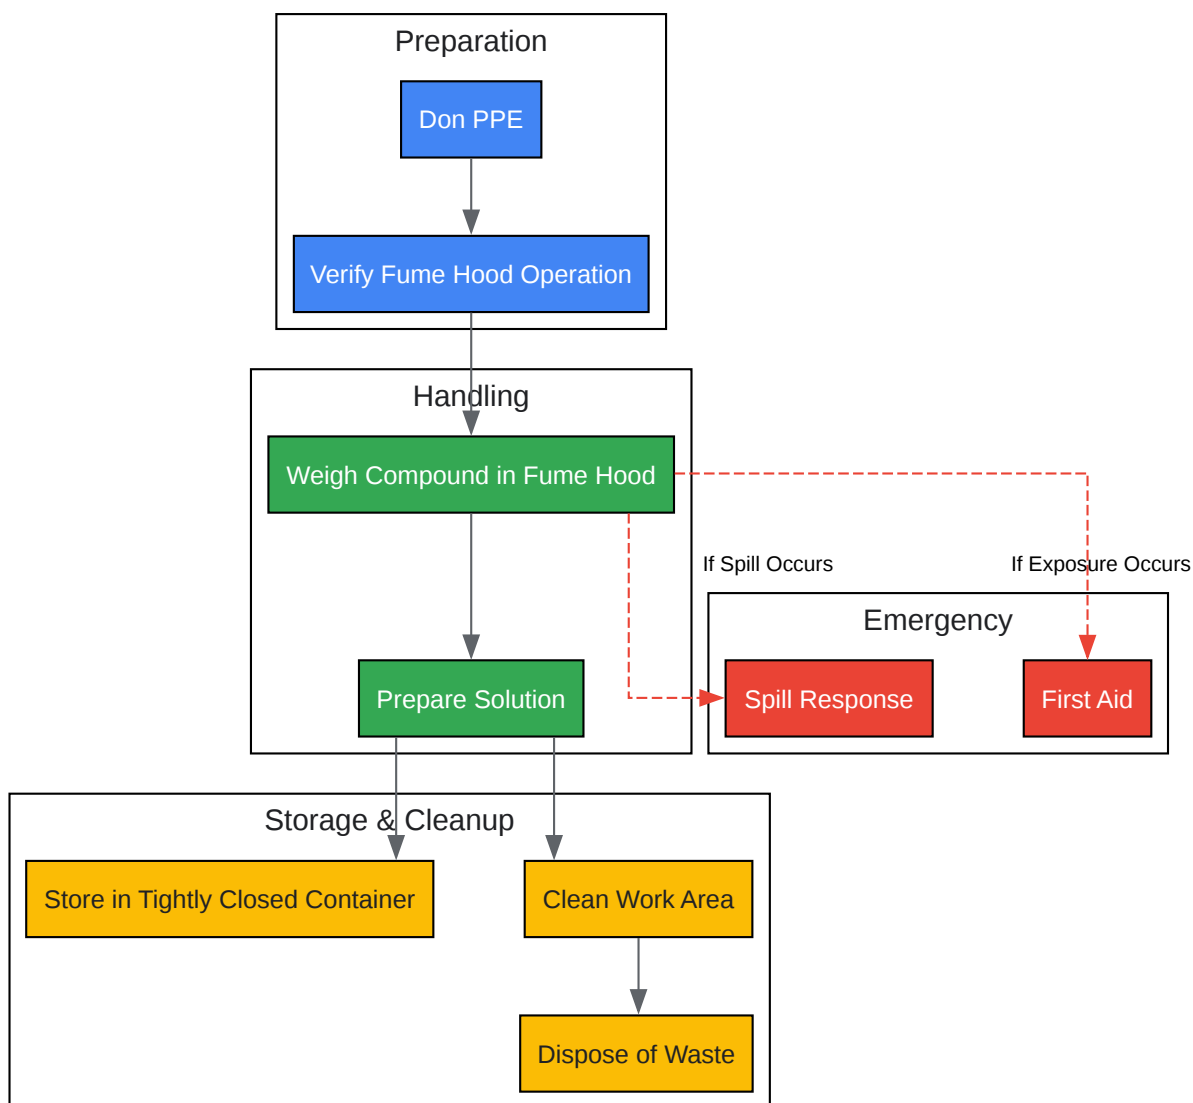 Preparation
Don PPE
Verify Fume Hood Operation
Handling
Weigh Compound in Fume Hood
If Spill Occurs
If Exposure Occurs
Emergency
Prepare Solution
Spill Response
First Aid
Storage & Cleanup
Store in Tightly Closed Container
Clean Work Area
Dispose of Waste